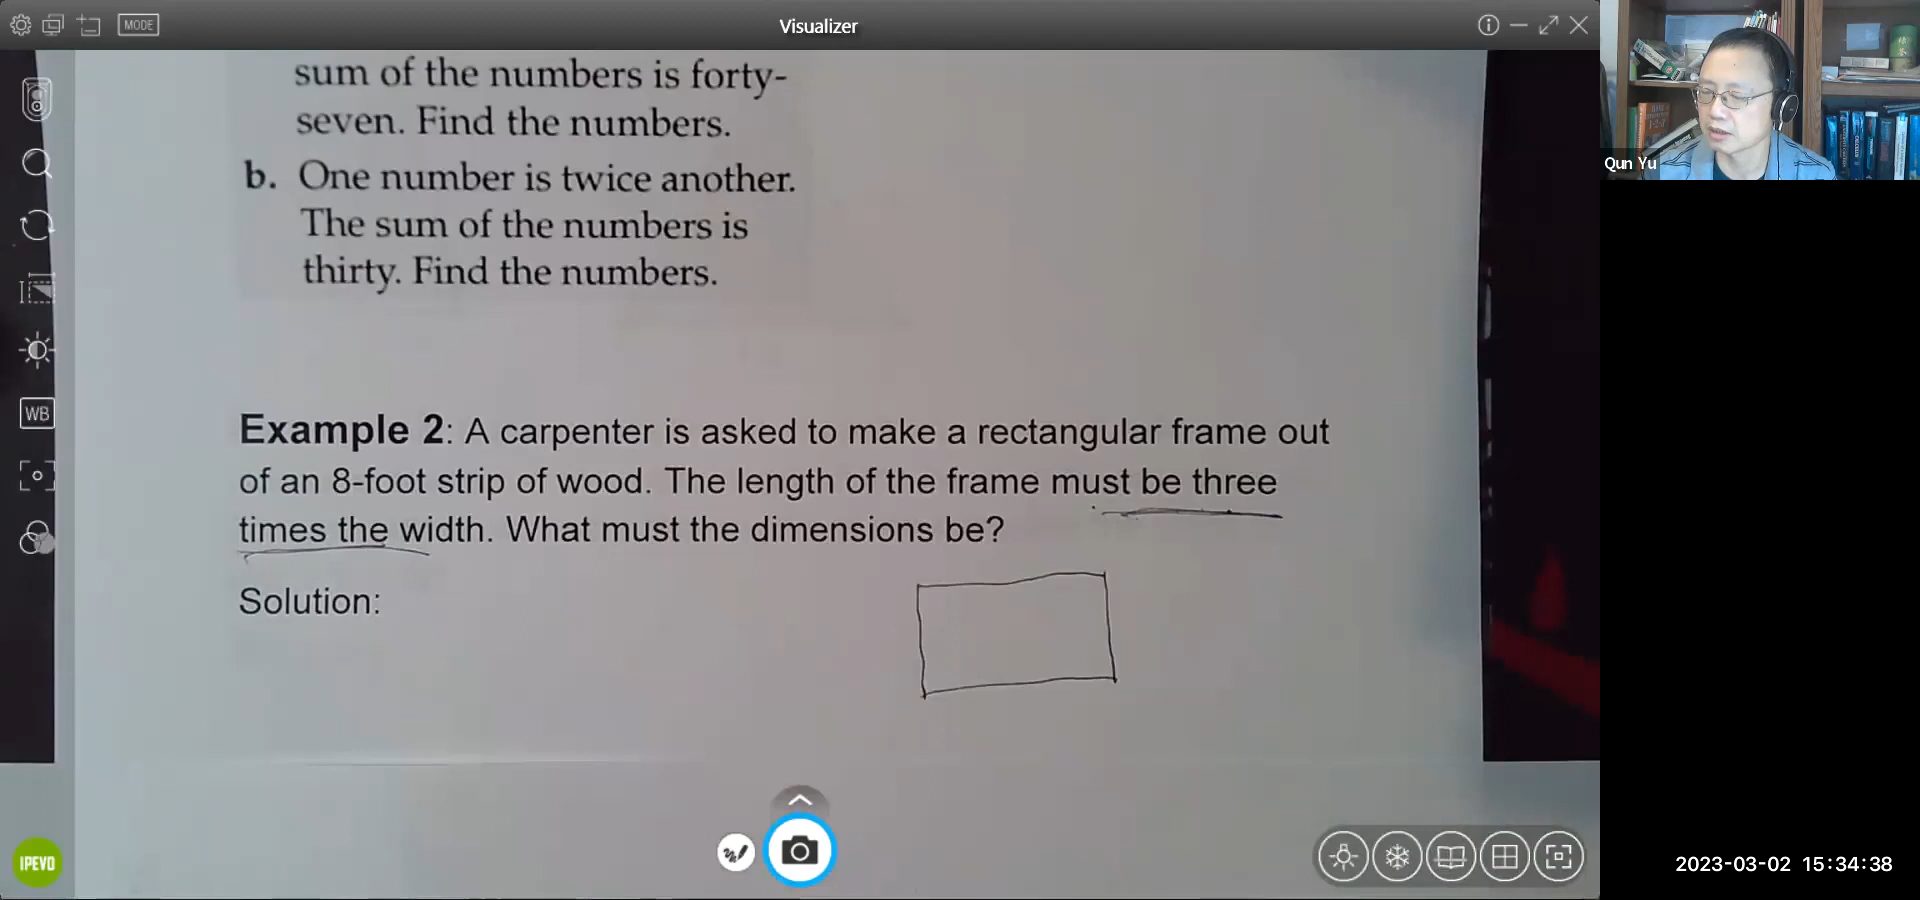 MODE
Visualizer
sum of the numbers is forty-
seven. Find the numbers.
b. One number is twice another.
The sum of the numbers is
thirty. Find the numbers.
WB
Example 2: A carpenter is asked to make a rectangular frame out
of an 8-foot strip of wood. The length of the frame must be three
times the width. What must the dimensions be?
Solution:
IPEVO
Qun Yu
2023-03-02 15:34:38